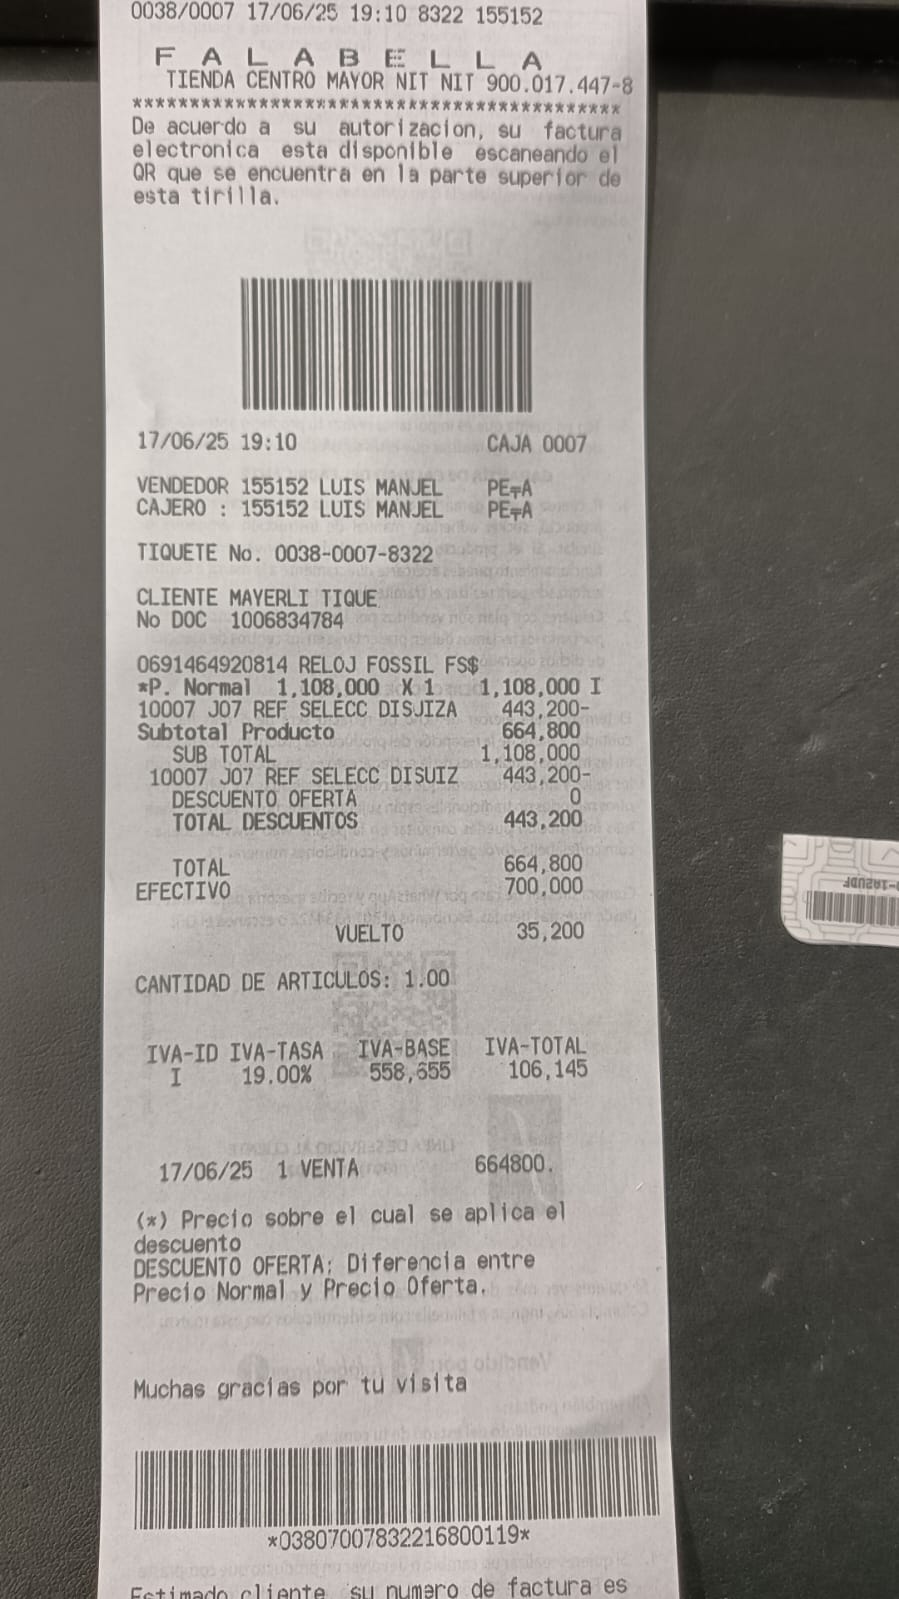 0038/0007 17/06/25 19:10 8322 155152
F A L A B E L L A
TIENDA CENTRO MAYOR NIT NIT 900.017.447-8
******************************************
De acuerdo a su autorizacion, su factura
electronica esta disponible escaneando el
QR que se encuentra en la parte superior de
esta tirilla.
17/06/25 19:10 CAJA 0007
VENDEDOR 155152 LUIS MANJEL PE╤A
CAJERO : 155152 LUIS MANJEL PE╤A
TIQUETE No. 0038-0007-8322
CLIENTE MAYERLI TIQUE
No DOC 1006834784
0691464920814 RELOJ FOSSIL FS$
*P. Normal 1,108,000 X 1 1,108,000 I
10007 J07 REF SELECC DISJIZA 443,200-
Subtotal Producto 664,800
SUB TOTAL 1,108,000
10007 J07 REF SELECC DISUIZ 443,200-
DESCUENTO OFERTA 0
TOTAL DESCUENTOS 443,200
TOTAL 664,800
EFECTIVO 700,000
VUELTO 35,200
CANTIDAD DE ARTICULOS: 1.00
IVA-ID IVA-TASA IVA-BASE IVA-TOTAL
I 19.00% 558,655 106,145
17/06/25 1 VENTA 664800.
(*) Precio sobre el cual se aplica el
descuento
DESCUENTO OFERTA: Diferencia entre
Precio Normal y Precio Oferta.
Muchas gracias por tu visita
*03807007832216800119*
Estimado cliente su numero de factura es